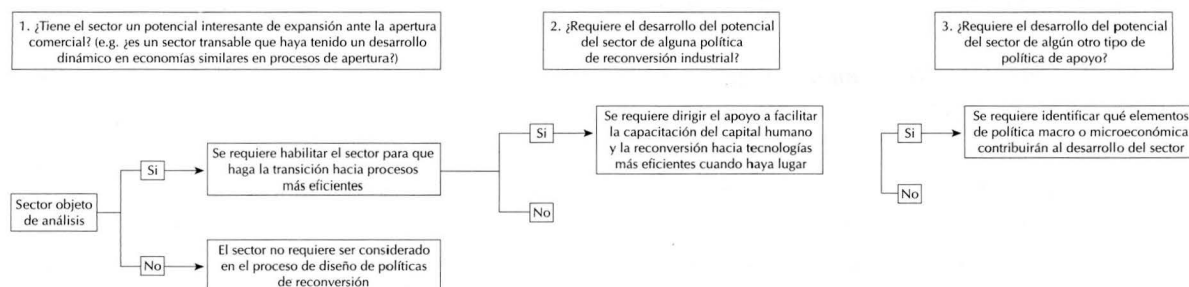 1. ¿Tiene el sector un potencial interesante de expansión ante la apertura
comercial? (e.g. ¿es un sector transable que haya tenido un desarrollo
dinámico en economías similares en procesos de apertura?)
2. ¿Requiere el desarrollo del potencial
del sector de alguna política
de reconversión industrial?
3. ¿Requiere el desarrollo del potencial
del sector de algún otro tipo de
política de apoyo?
Sector objeto
de análisis
Si
Se requiere habilitar el sector para que
haga la transición hacia procesos
más eficientes
No
El sector no requiere ser considerado
en el proceso de diseño de políticas
de reconversión
Si
Se requiere dirigir el apoyo a facilitar
la capacitación del capital humano
y la reconversión hacia tecnologías
más eficientes cuando haya lugar
No
Si
Se requiere identificar qué elementos
de política macro o microeconómica
contribuirán al desarrollo del sector
No